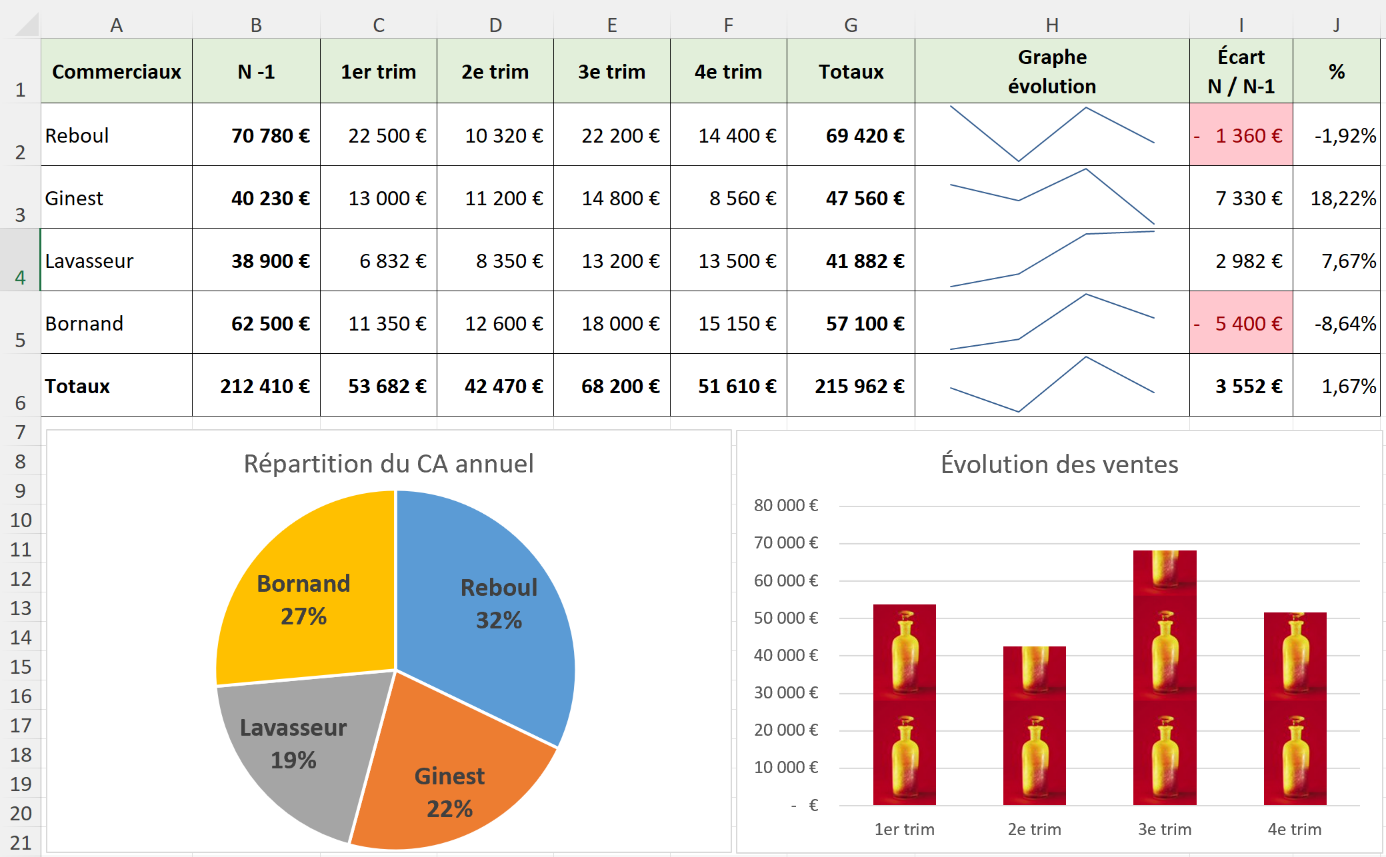 A B C D E F G H I J
1 Commerciaux N -1 1er trim 2e trim 3e trim 4e trim Totaux Graphe évolution Écart N / N-1 %
2 Reboul 70 780 € 22 500 € 10 320 € 22 200 € 14 400 € 69 420 € - 1 360 € -1,92%
3 Ginest 40 230 € 13 000 € 11 200 € 14 800 € 8 560 € 47 560 € 7 330 € 18,22%
4 Lavasseur 38 900 € 6 832 € 8 350 € 13 200 € 13 500 € 41 882 € 2 982 € 7,67%
5 Bornand 62 500 € 11 350 € 12 600 € 18 000 € 15 150 € 57 100 € - 5 400 € -8,64%
6 Totaux 212 410 € 53 682 € 42 470 € 68 200 € 51 610 € 215 962 € 3 552 € 1,67%
7
8
9
10
11
12
13
14
15
16
17
18
19
20
21
Répartition du CA annuel
Bornand
27%
Reboul
32%
Lavasseur
19%
Ginest
22%
Évolution des ventes
80 000 €
70 000 €
60 000 €
50 000 €
40 000 €
30 000 €
20 000 €
10 000 €
- €
1er trim 2e trim 3e trim 4e trim